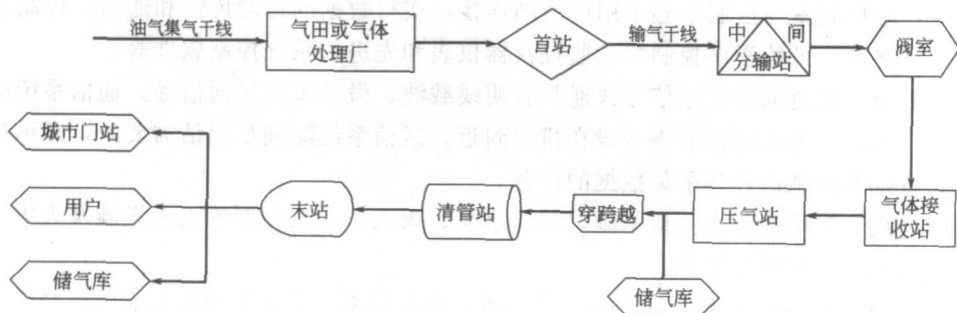 油气集气干线
气田或气体
处理厂
首站
输气干线
中 间
分输站
阀室
城市门站
用户
储气库
末站
清管站
穿跨越
压气站
气体接
收站
储气库